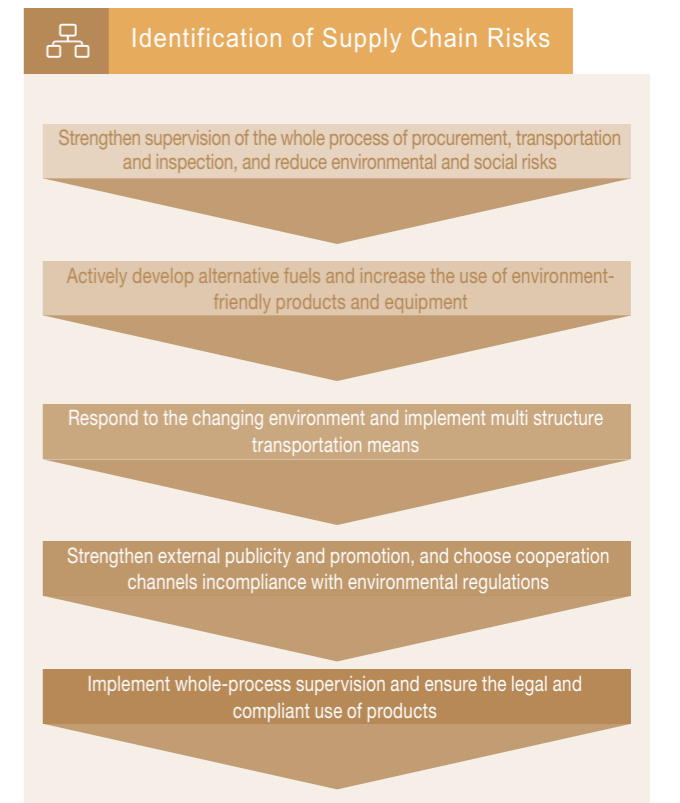 Identification of Supply Chain Risks
Strengthen supervision of the whole process of procurement, transportation
and inspection, and reduce environmental and social risks
Actively develop alternative fuels and increase the use of environment-
friendly products and equipment
Respond to the changing environment and implement multi structure
transportation means
Strengthen external publicity and promotion, and choose cooperation
channels incompliance with environmental regulations
Implement whole-process supervision and ensure the legal and
compliant use of products